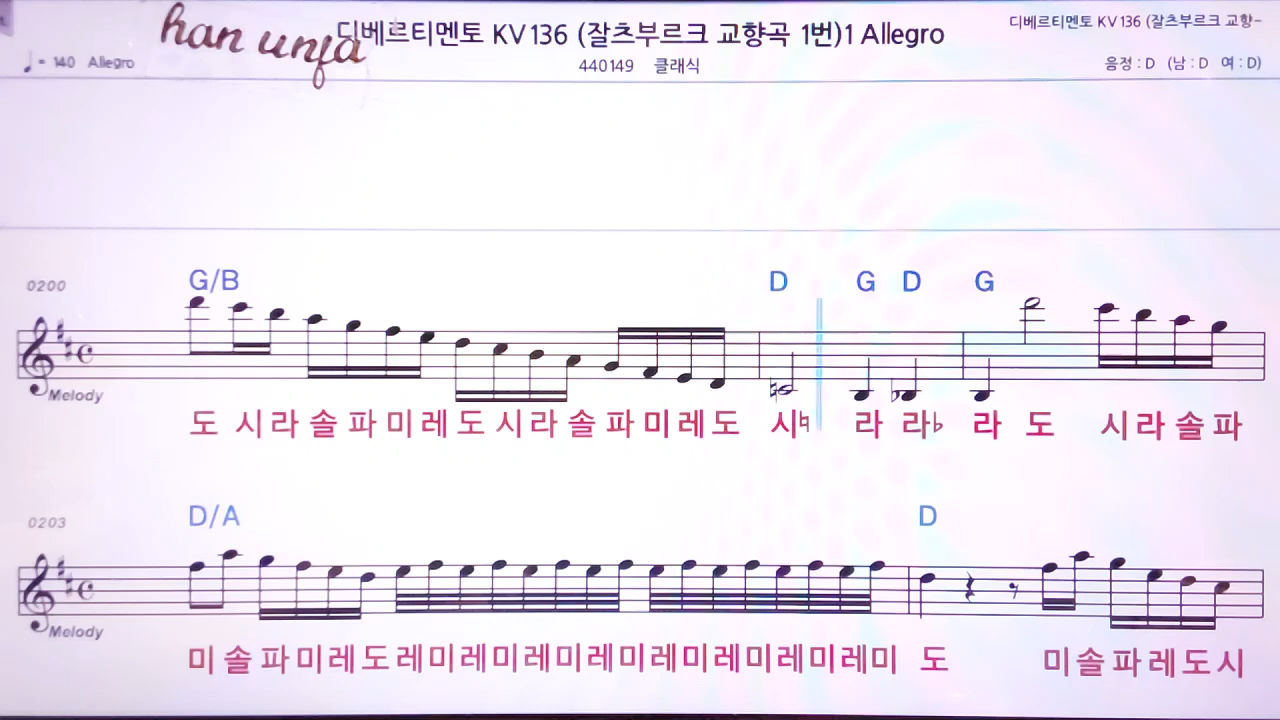 han unja
디베르티멘토 KV136 (잘츠부르크 교향곡 1번)1 Allegro
디베르티멘토 KV136 (잘츠부르크 교향-
♩= 140 Allegro
440149 클래식
음정 : D (남 : D 여 : D)
0200
G/B D G D G
Melody
도 시 라 솔 파 미 레 도 시 라 솔 파 미 레 도 시♮ 라 라♭ 라 도 시 라 솔 파
0203
D/A D
Melody
미 솔 파 미 레 도 레 미 레 미 레 미 레 미 레 미 레 미 레 미 레 미 도 미 솔 파 레 도 시